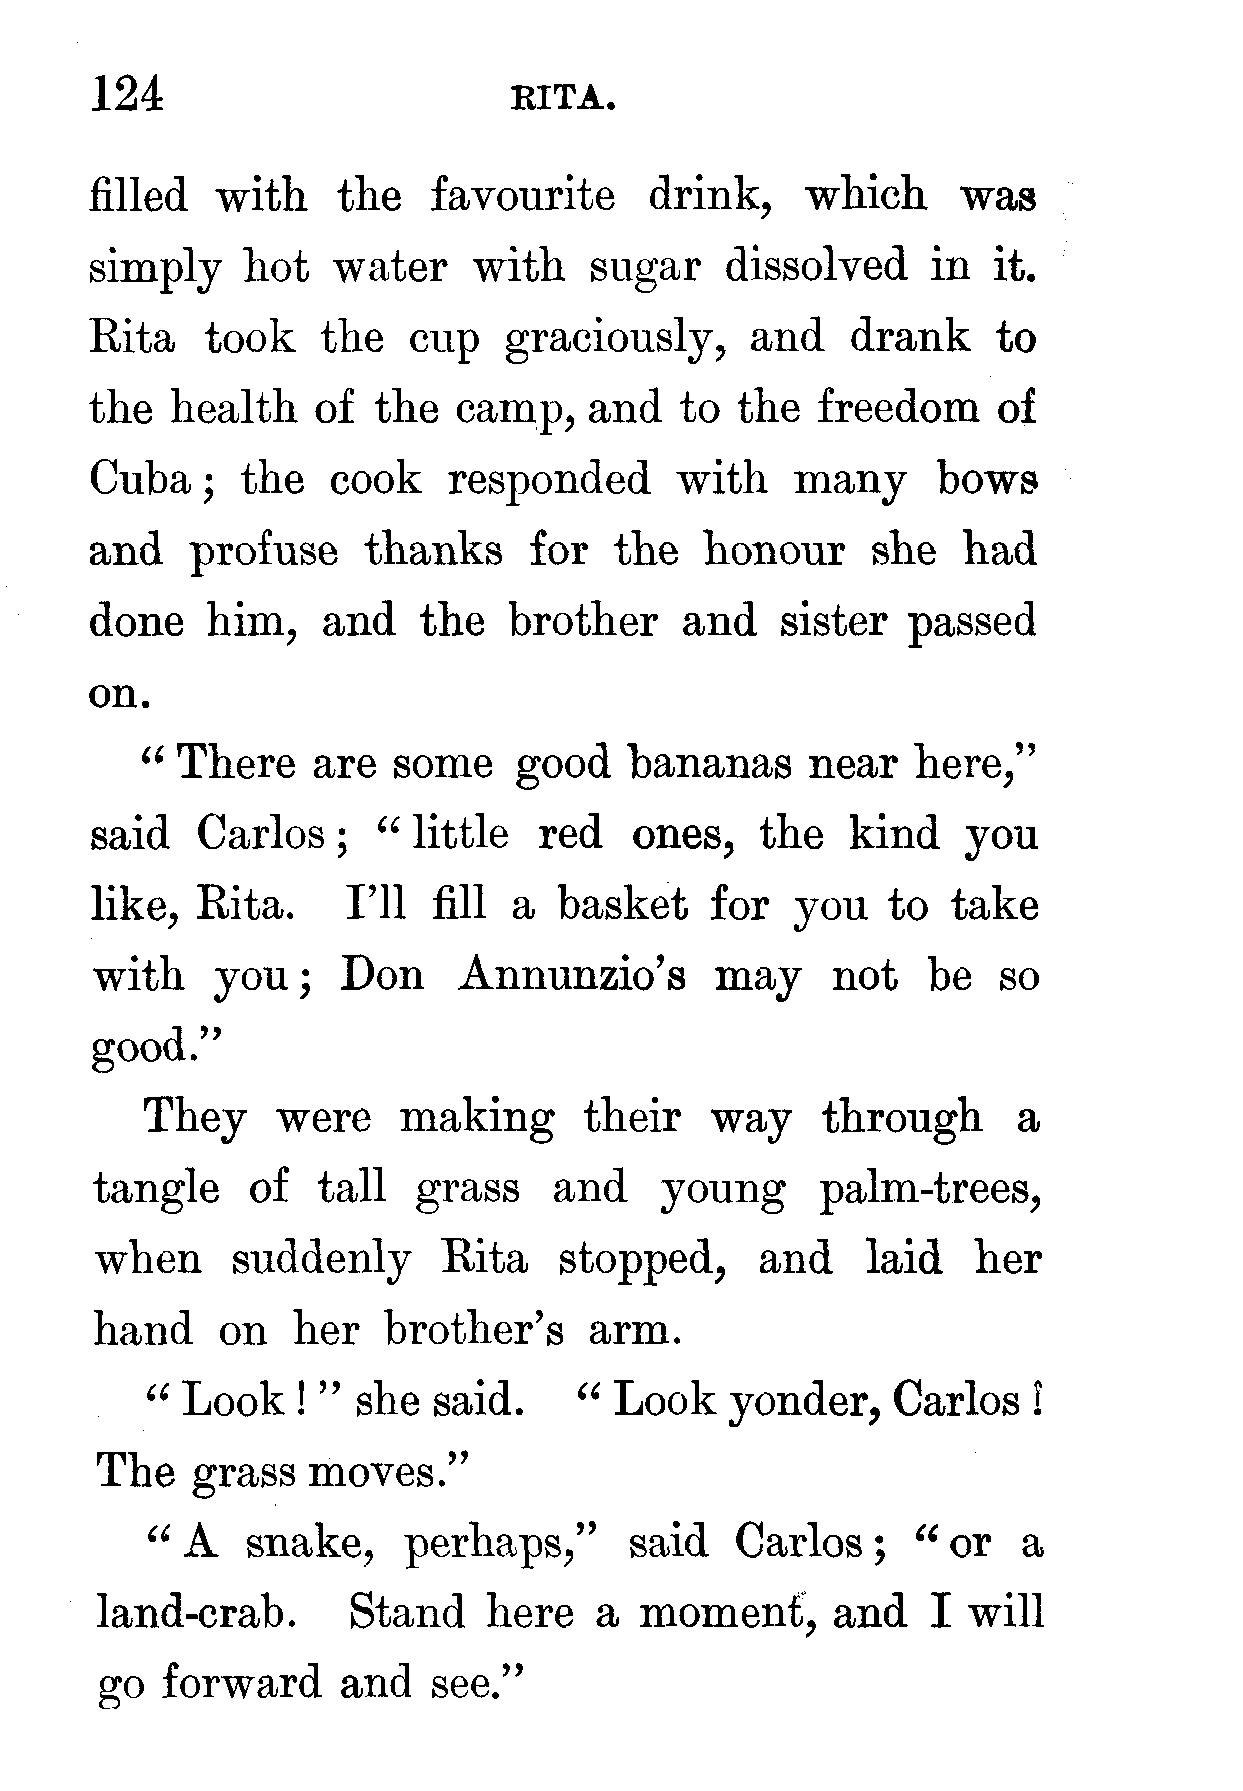 124 RITA.
filled with the favourite drink, which was
simply hot water with sugar dissolved in it.
Rita took the cup graciously, and drank to
the health of the camp, and to the freedom of
Cuba; the cook responded with many bows
and profuse thanks for the honour she had
done him, and the brother and sister passed
on.
“There are some good bananas near here,”
said Carlos; “little red ones, the kind you
like, Rita. I’ll fill a basket for you to take
with you; Don Annunzio’s may not be so
good.”
They were making their way through a
tangle of tall grass and young palm-trees,
when suddenly Rita stopped, and laid her
hand on her brother’s arm.
“Look!” she said. “Look yonder, Carlos!
The grass moves.”
“A snake, perhaps,” said Carlos; “or a
land-crab. Stand here a moment, and I will
go forward and see.”